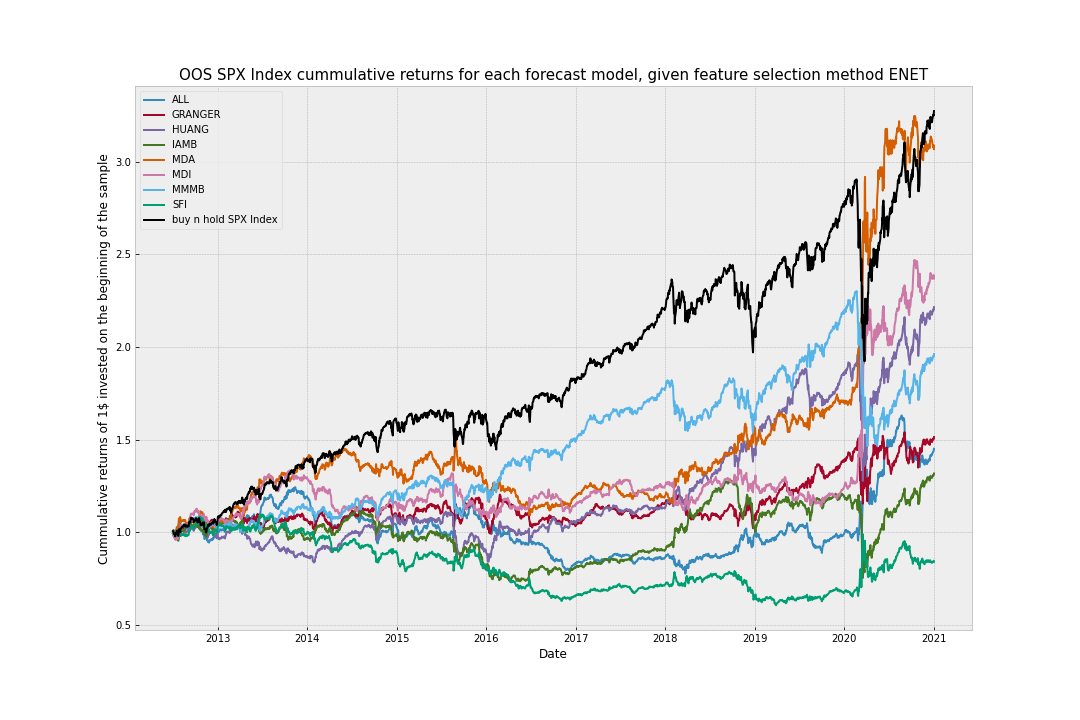 OOS SPX Index cummulative returns for each forecast model, given feature selection method ENET
ALL
GRANGER
HUANG
IAMB
MDA
MDI
MMMB
SFI
buy n hold SPX Index
Cummulative returns of 1$ invested on the beginning of the sample
3.0
2.5
2.0
1.5
1.0
0.5
2013 2014 2015 2016 2017 2018 2019 2020 2021
Date